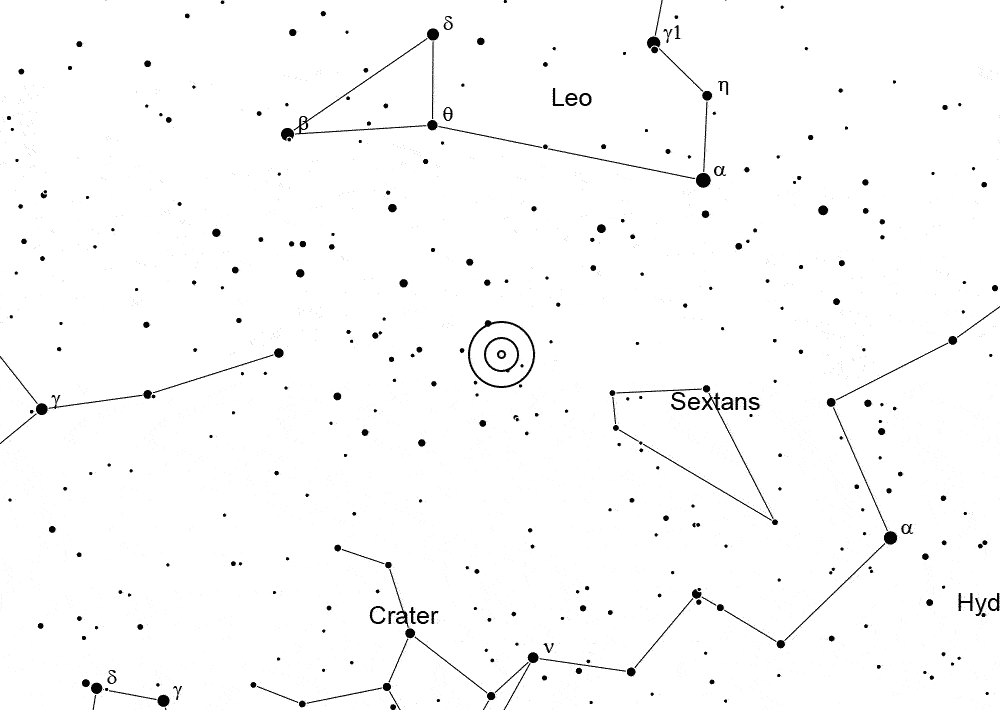 δ
γ1
η
Leo
β
θ
α
γ
Sextans
α
Hyd
Crater
ν
δ
γ